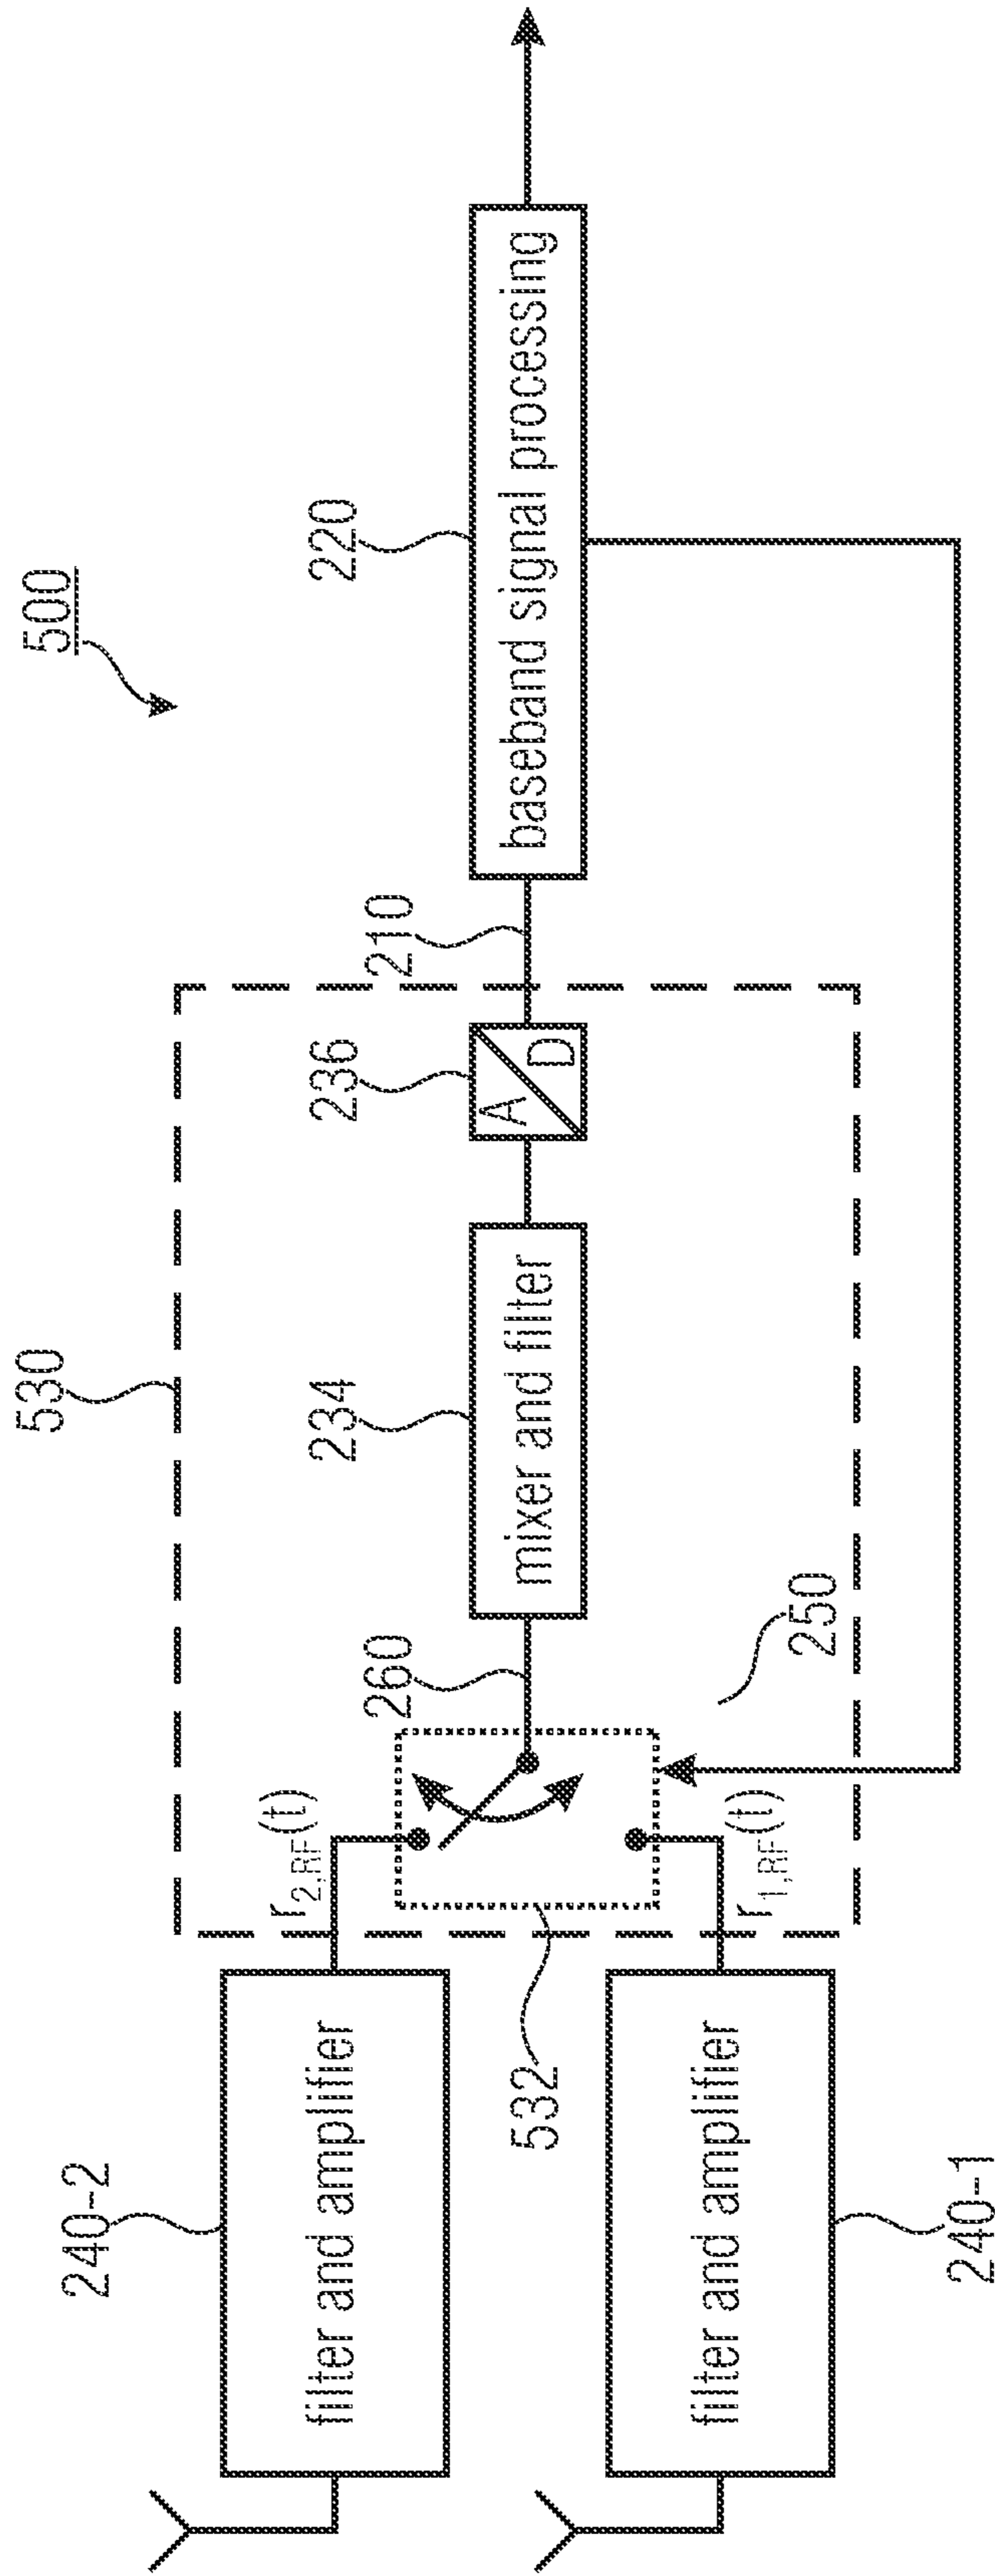 500
530
240-2
filter and amplifier
r2,RF(t)
532
260
234
mixer and filter
236
A
D
210
220
baseband signal processing
240-1
filter and amplifier
r1,RF(t)
250